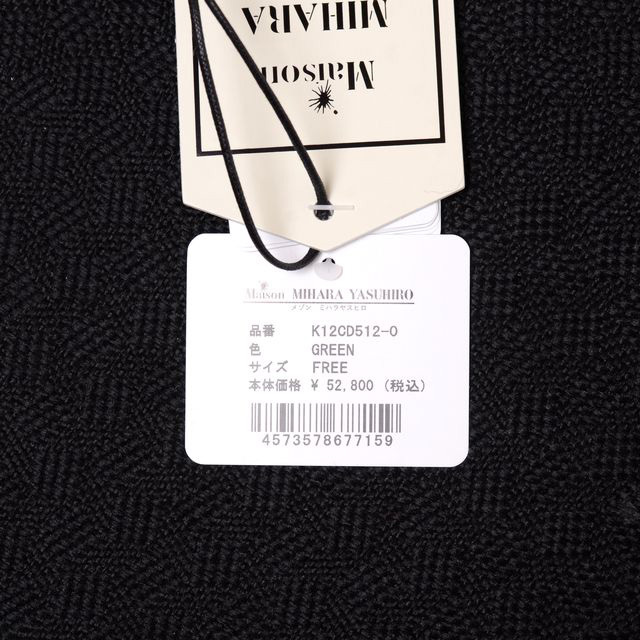 Maison
MIHARA
Maison MIHARA YASUHIRO
メゾン ミハラヤスヒロ
品番 K12CD512-0
色 GREEN
サイズ FREE
本体価格 ¥ 52,800 (税込)
4573578677159